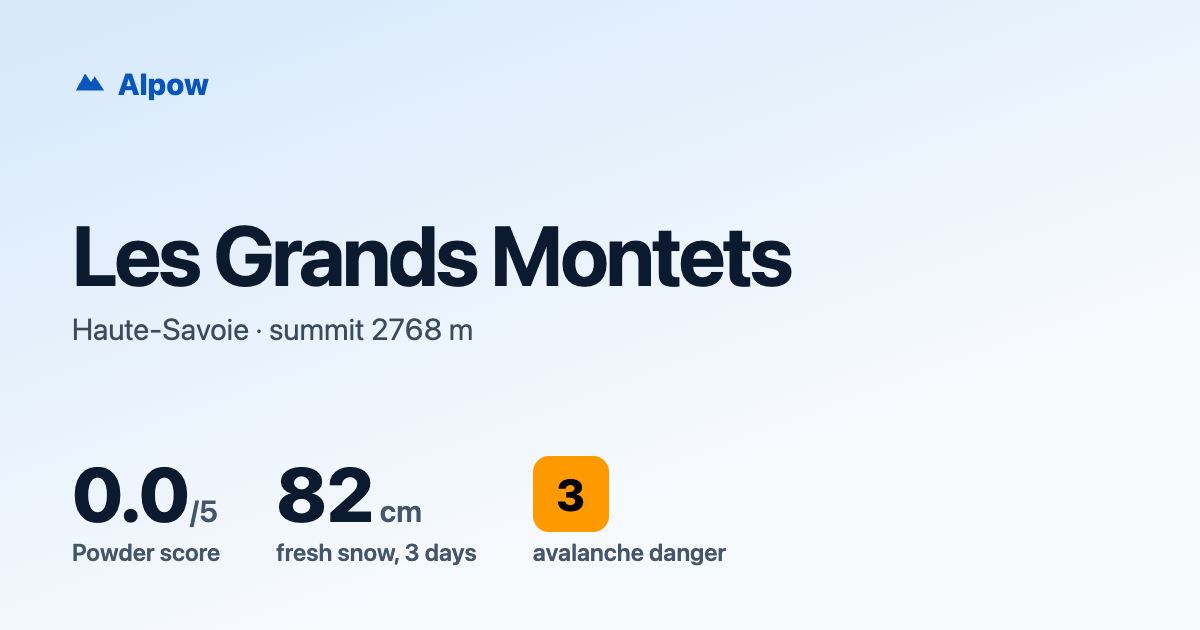 Alpow
Les Grands Montets
Haute-Savoie · summit 2768 m
0.0/5 82 cm 3
Powder score fresh snow, 3 days avalanche danger